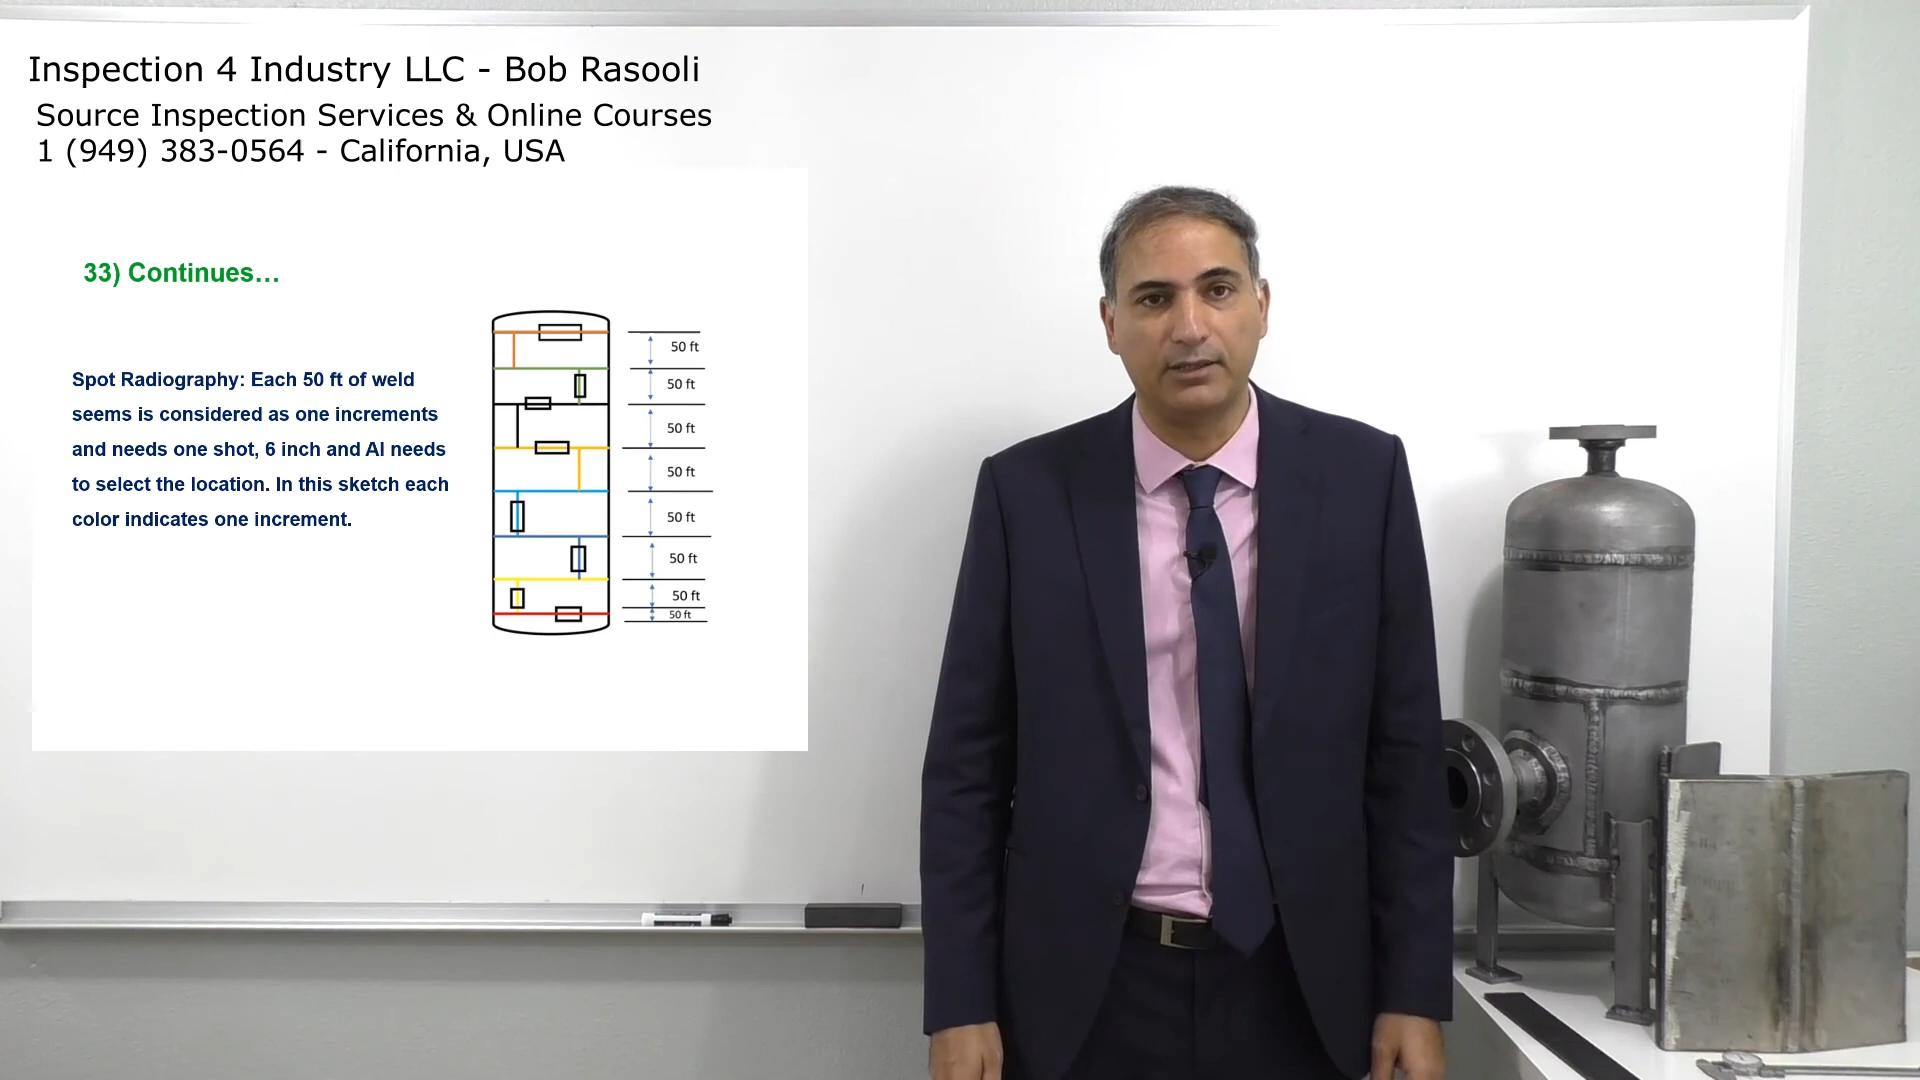 Inspection 4 Industry LLC - Bob Rasooli
Source Inspection Services & Online Courses
1 (949) 383-0564 - California, USA
33) Continues...
Spot Radiography: Each 50 ft of weld
seems is considered as one increments
and needs one shot, 6 inch and AI needs
to select the location. In this sketch each
color indicates one increment.
50 ft
50 ft
50 ft
50 ft
50 ft
50 ft
50 ft
50 ft